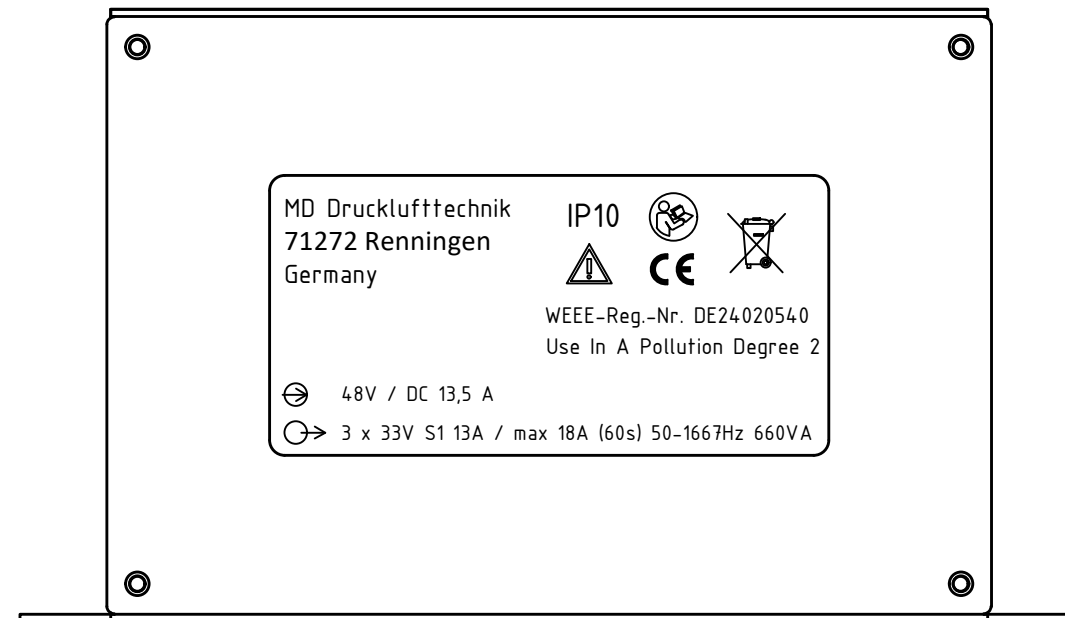 MD Drucklufttechnik
71272 Renningen
Germany
IP10
CE
WEEE-Reg.-Nr. DE24020540
Use In A Pollution Degree 2
48V / DC 13,5 A
3 x 33V S1 13A / max 18A (60s) 50-1667Hz 660VA